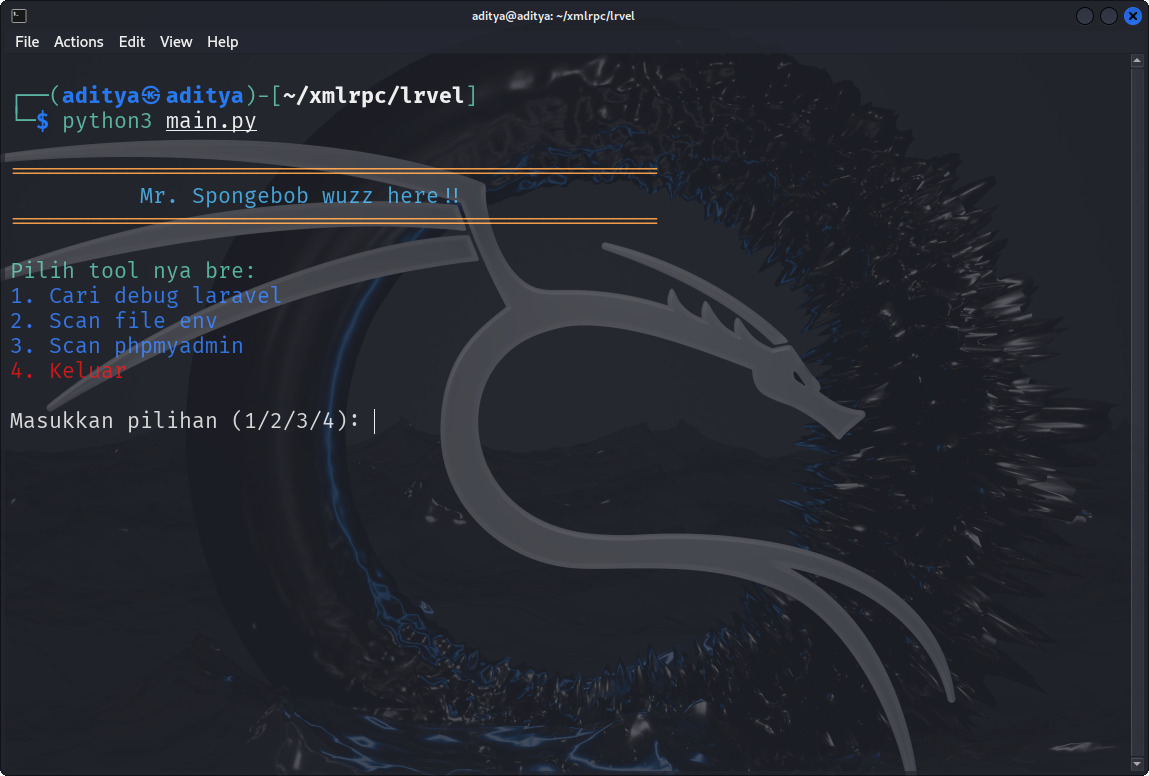 aditya@aditya: ~/xmlrpc/lrvel
File Actions Edit View Help
┌──(aditya㉿aditya)-[~/xmlrpc/lrvel]
└─$ python3 main.py
Mr. Spongebob wuzz here!!
Pilih tool nya bre:
1. Cari debug laravel
2. Scan file env
3. Scan phpmyadmin
4. Keluar
Masukkan pilihan (1/2/3/4):